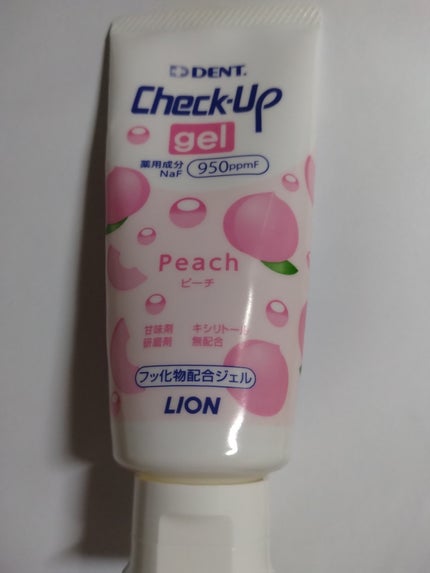 DENT.
Check-Up
gel
薬用成分
NaF 950ppmF
Peach
ピーチ
甘味剤 キシリトール
研磨剤 無配合
フッ化物配合ジェル
LION